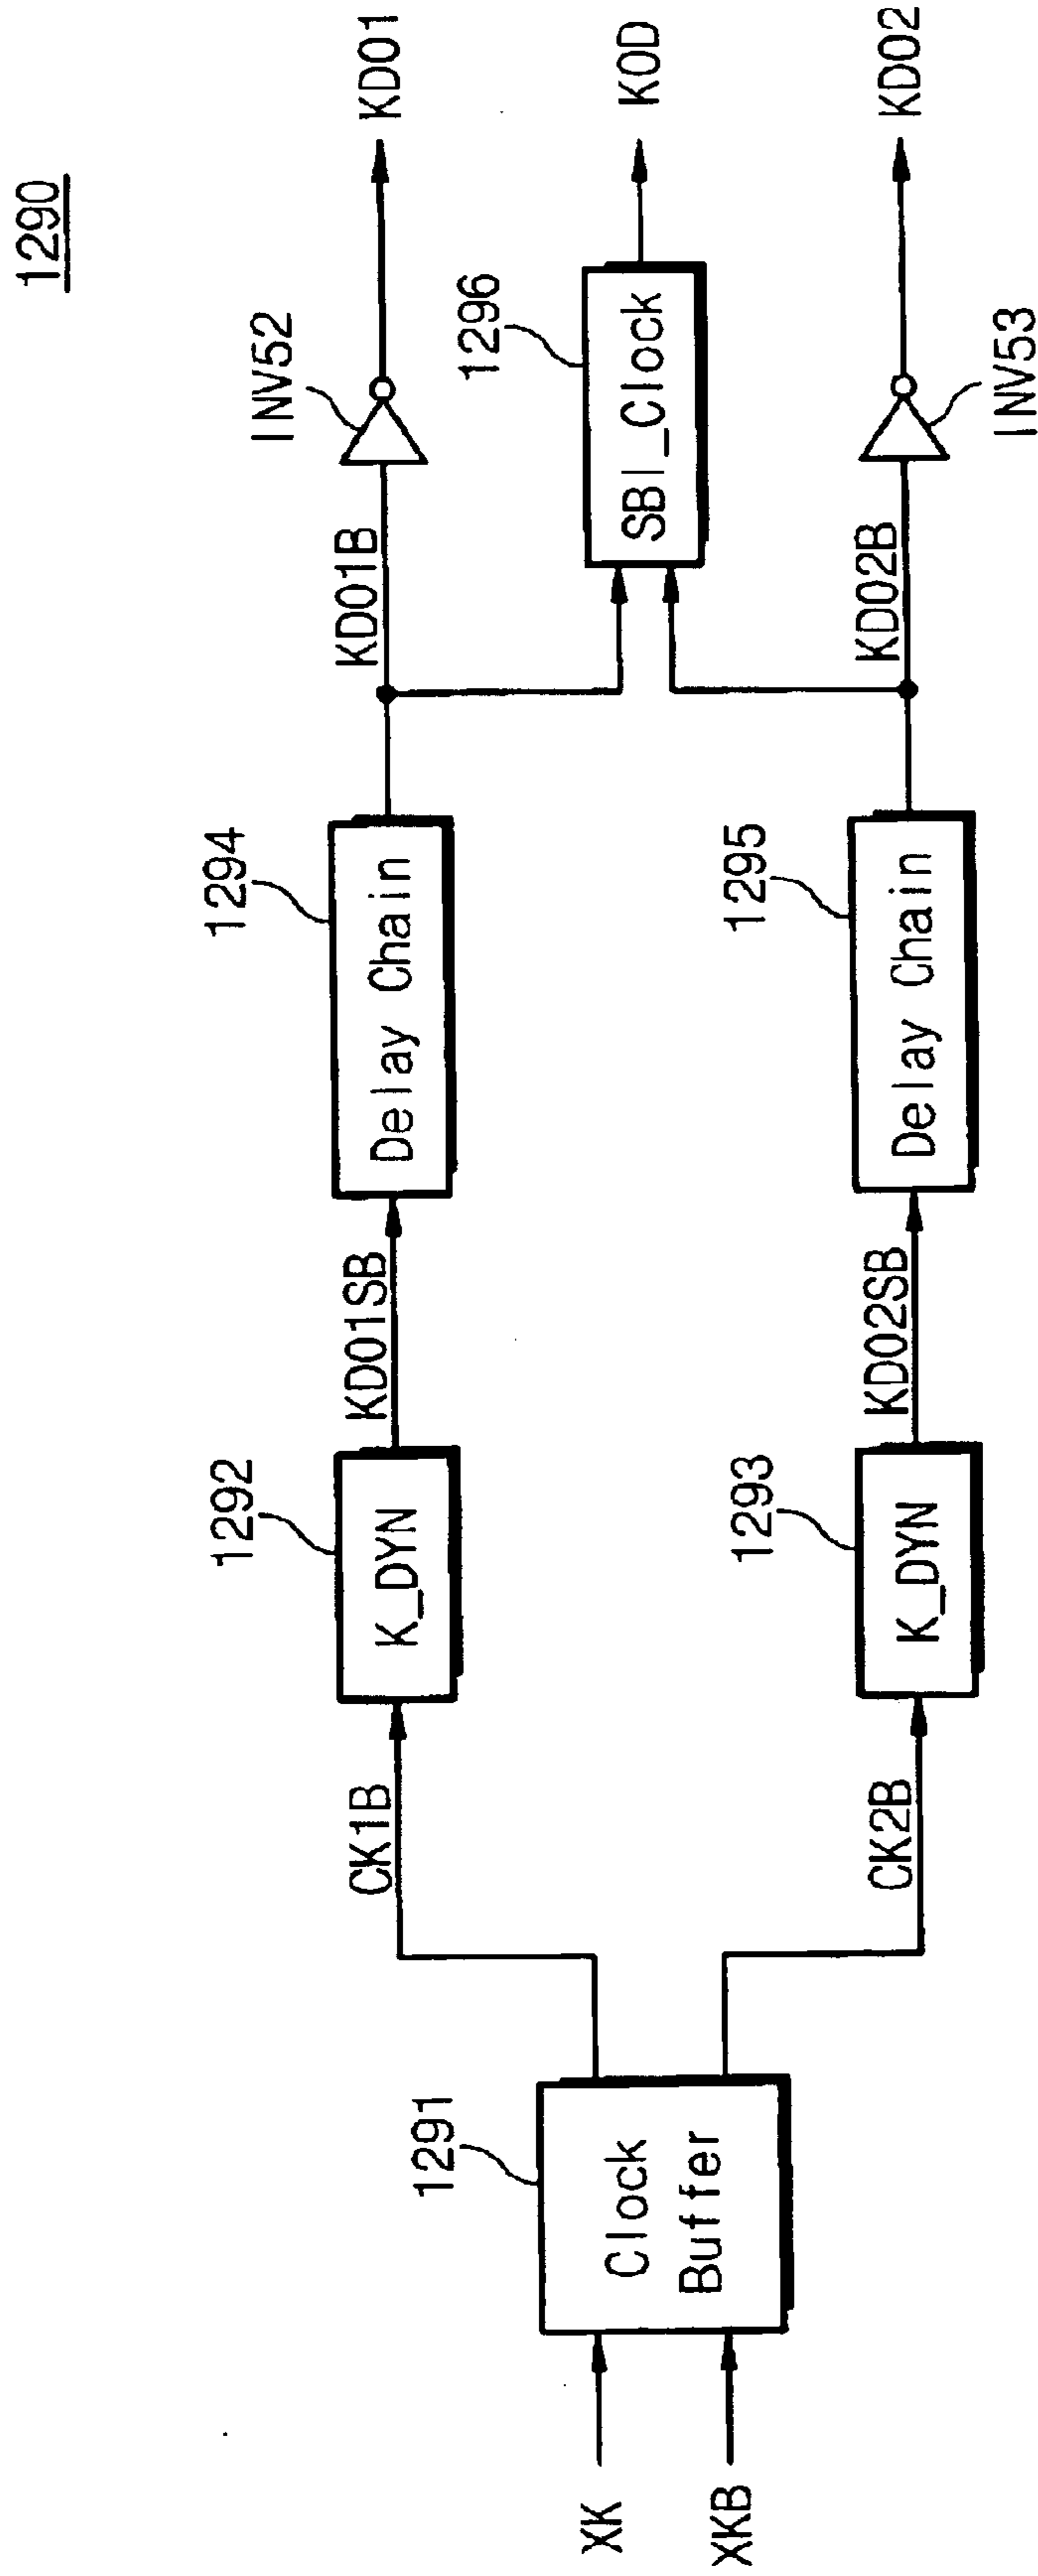 1290
XK
XKB
1291
Clock
Buffer
CK1B
CK2B
1292
K_DYN
1293
K_DYN
KD01SB
KD02SB
1294
Delay Chain
1295
Delay Chain
KD01B
KD02B
INV52
1296
SBI_Clock
INV53
KD01
KOD
KD02